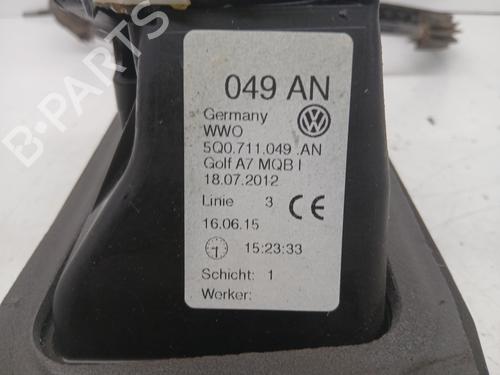 049 AN
Germany
WWO
5Q0.711.049 .AN
Golf A7 MQB I
18.07.2012
Linie 3 CE
16.06.15
15:23:33
Schicht: 1
Werker:
B-PARTS